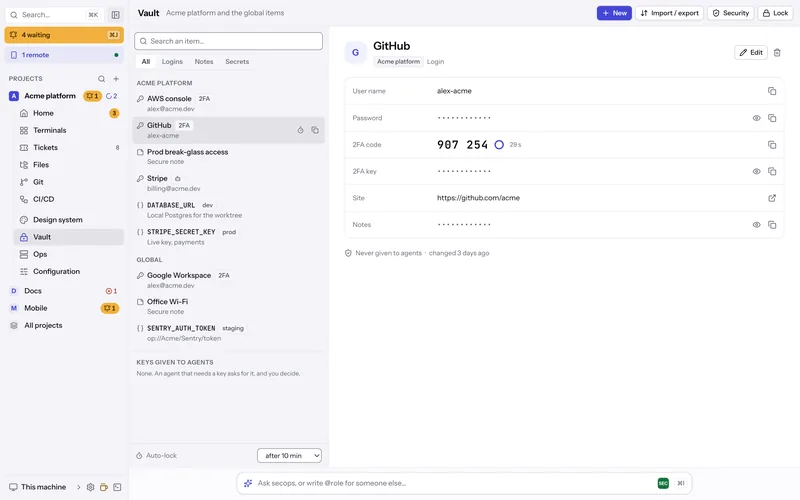 Search...
⌘K
4 waiting
⌘J
1 remote
PROJECTS
Acme platform
1
2
Home
3
Terminals
Tickets
8
Files
Git
CI/CD
Design system
Vault
Ops
Configuration
D Docs
1
M Mobile
1
All projects
This machine
Vault Acme platform and the global items
New
Import / export
Security
Lock
Search an item...
All Logins Notes Secrets
ACME PLATFORM
AWS console 2FA
alex@acme.dev
GitHub 2FA
alex-acme
Prod break-glass access
Secure note
Stripe
billing@acme.dev
DATABASE_URL dev
Local Postgres for the worktree
STRIPE_SECRET_KEY prod
Live key, payments
GLOBAL
Google Workspace 2FA
alex@acme.dev
Office Wi-Fi
Secure note
SENTRY_AUTH_TOKEN staging
op://Acme/Sentry/token
KEYS GIVEN TO AGENTS
None. An agent that needs a key asks for it, and you decide.
Auto-lock
after 10 min
G
GitHub
Acme platform Login
Edit
User name alex-acme
Password ············
2FA code 907 254 29 s
2FA key ············
Site https://github.com/acme
Notes ············
Never given to agents · changed 3 days ago
Ask secops, or write @role for someone else...
SEC
⌘I